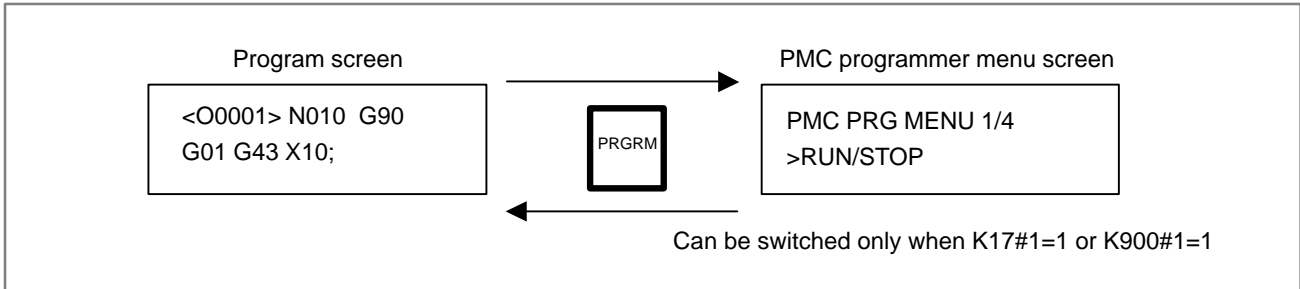 Program screen
PMC programmer menu screen
<O0001> N010 G90
G01 G43 X10;
PRGRM
PMC PRG MENU 1/4
>RUN/STOP
Can be switched only when K17#1=1 or K900#1=1